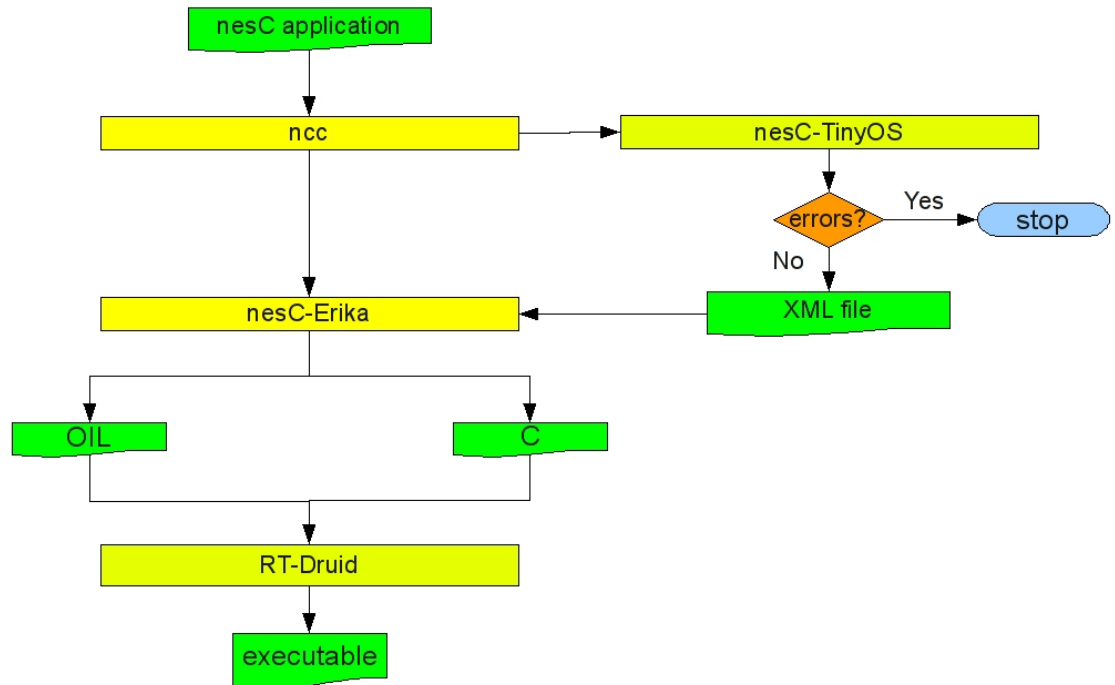 nesC application
ncc
nesC-TinyOS
errors?
Yes
stop
No
nesC-Erika
XML file
OIL
C
RT-Druid
executable